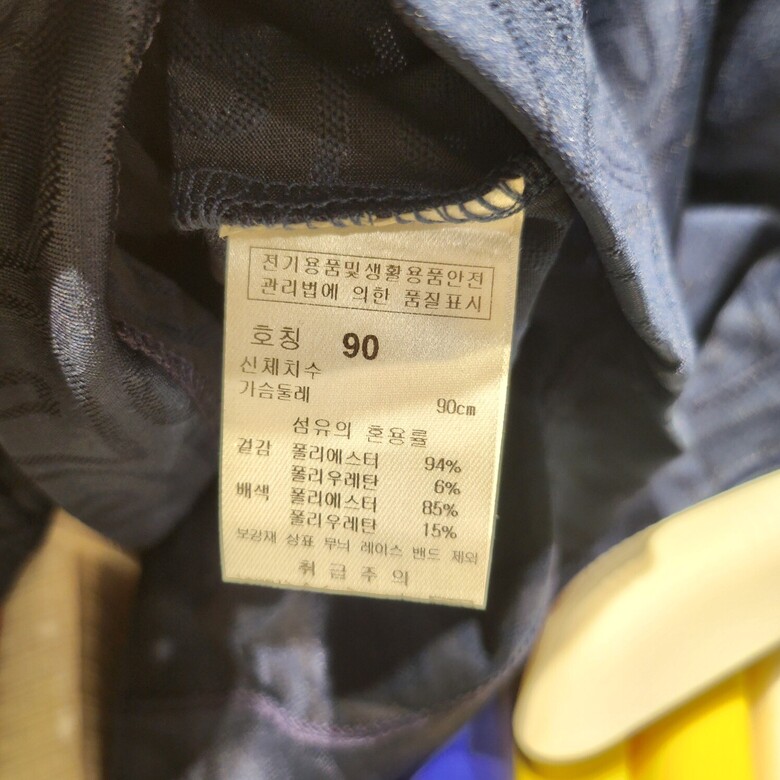 전기용품및생활용품안전
관리법에 의한 품질표시
호칭 90
신체치수
가슴둘레 90cm
섬유의 혼용률
겉감 폴리에스터 94%
폴리우레탄 6%
배색 폴리에스터 85%
폴리우레탄 15%
보강재 상표 무늬 레이스 밴드 제외
취급주의